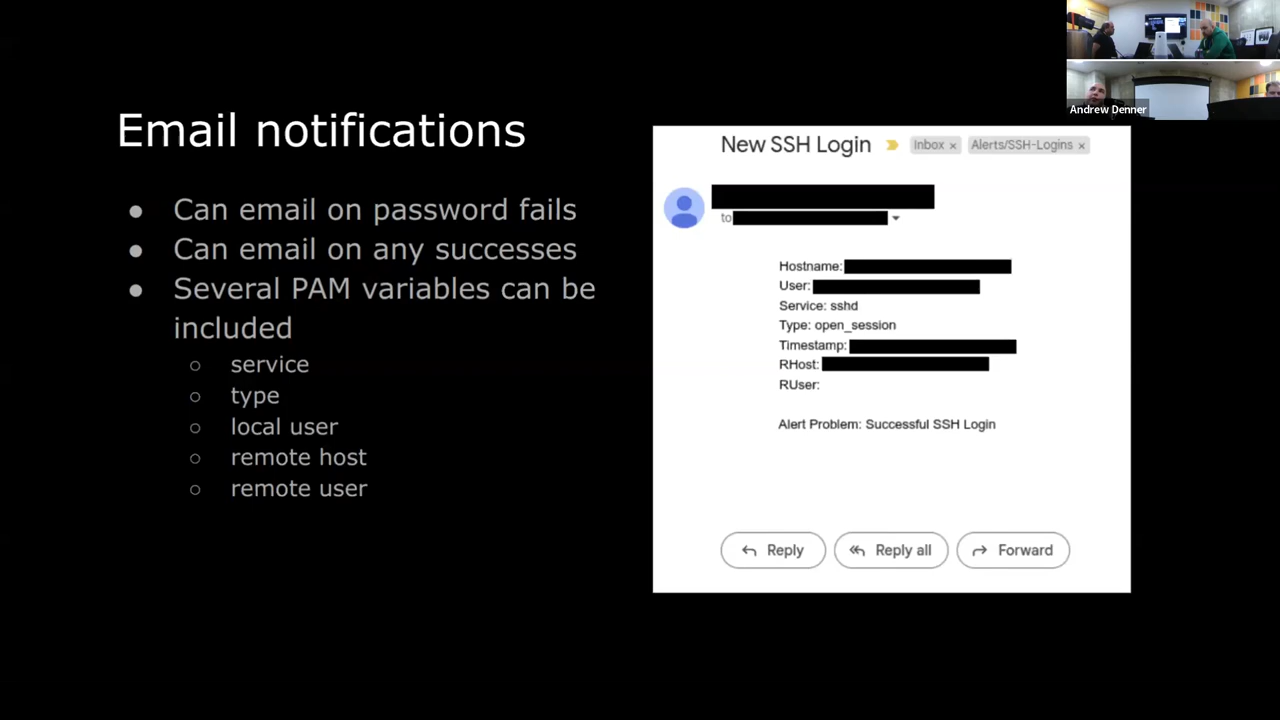 Andrew Denner
Email notifications
● Can email on password fails
● Can email on any successes
● Several PAM variables can be
included
○ service
○ type
○ local user
○ remote host
○ remote user
New SSH Login
Inbox ×
Alerts/SSH-Logins ×
to
Hostname:
User:
Service: sshd
Type: open_session
Timestamp:
RHost:
RUser:
Alert Problem: Successful SSH Login
Reply
Reply all
Forward